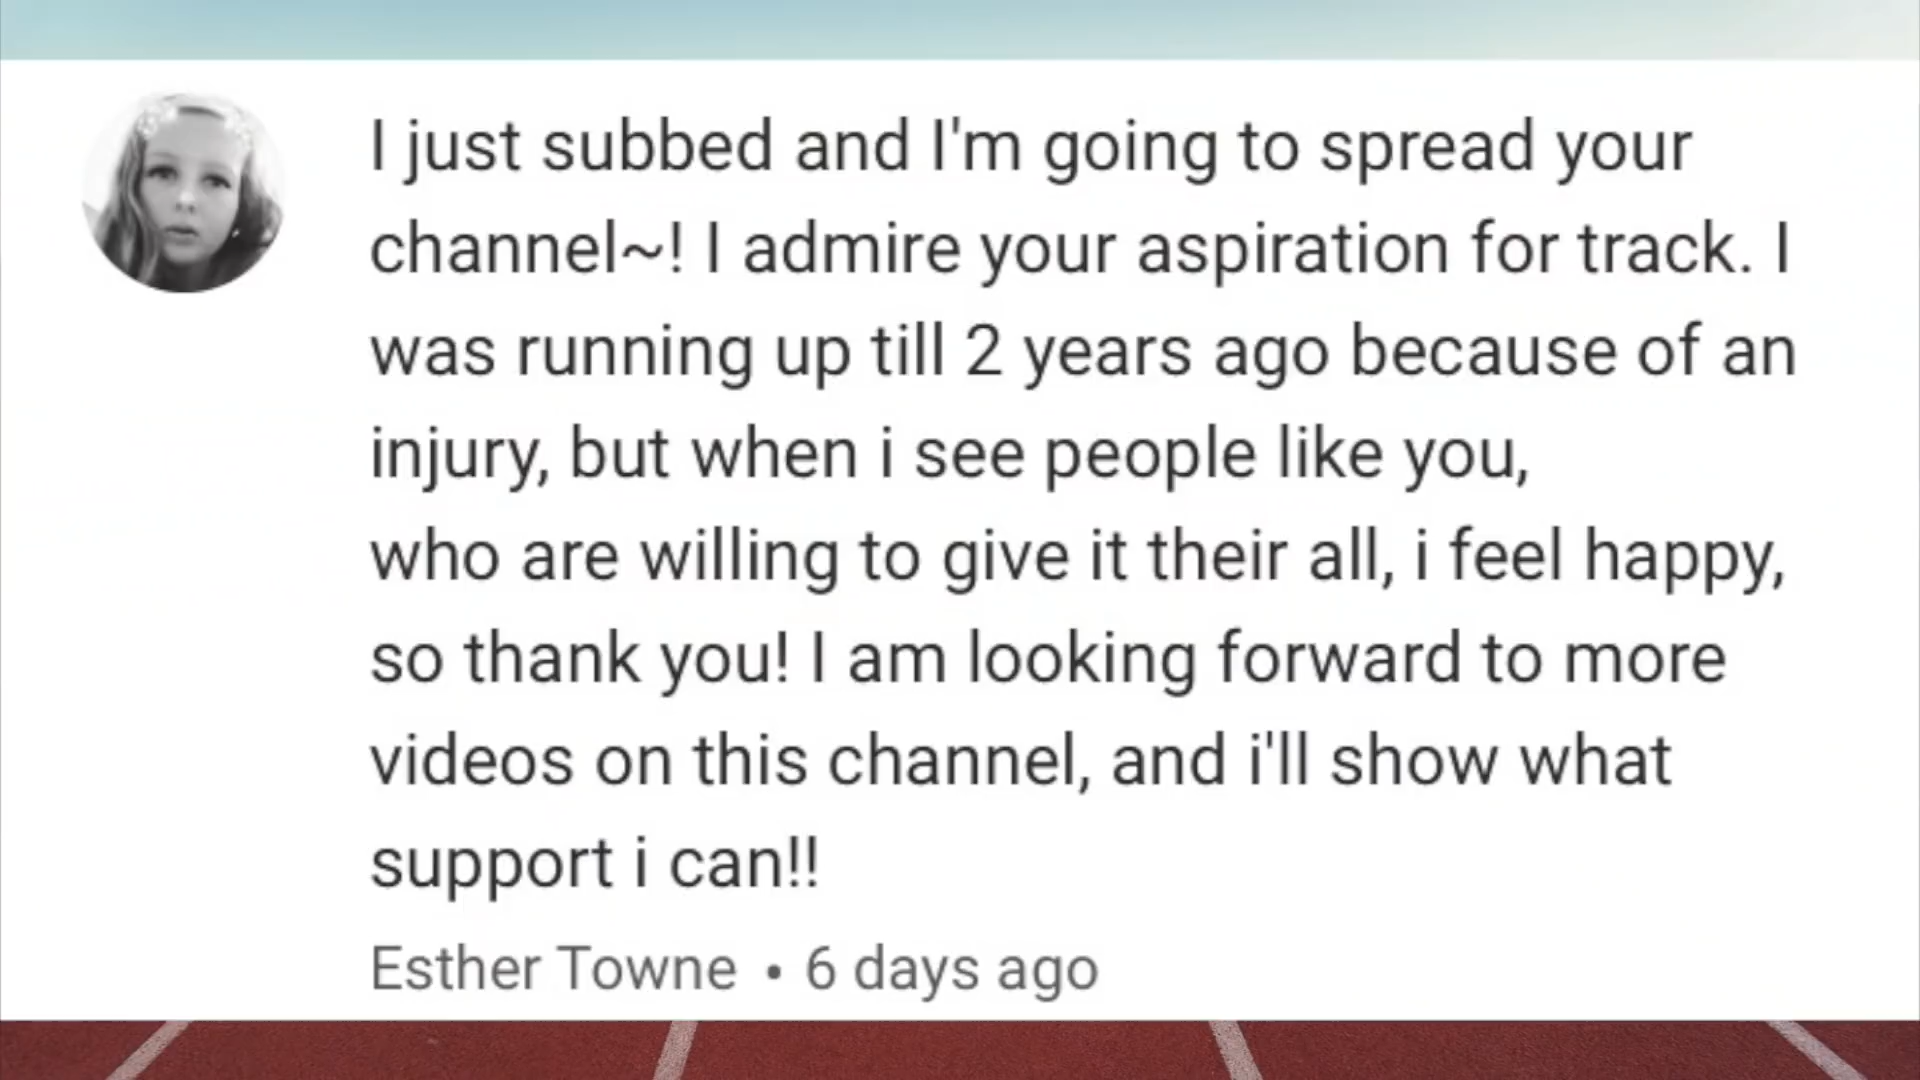 I just subbed and I'm going to spread your
channel~! I admire your aspiration for track. I
was running up till 2 years ago because of an
injury, but when i see people like you,
who are willing to give it their all, i feel happy,
so thank you! I am looking forward to more
videos on this channel, and i'll show what
support i can!!
Esther Towne • 6 days ago